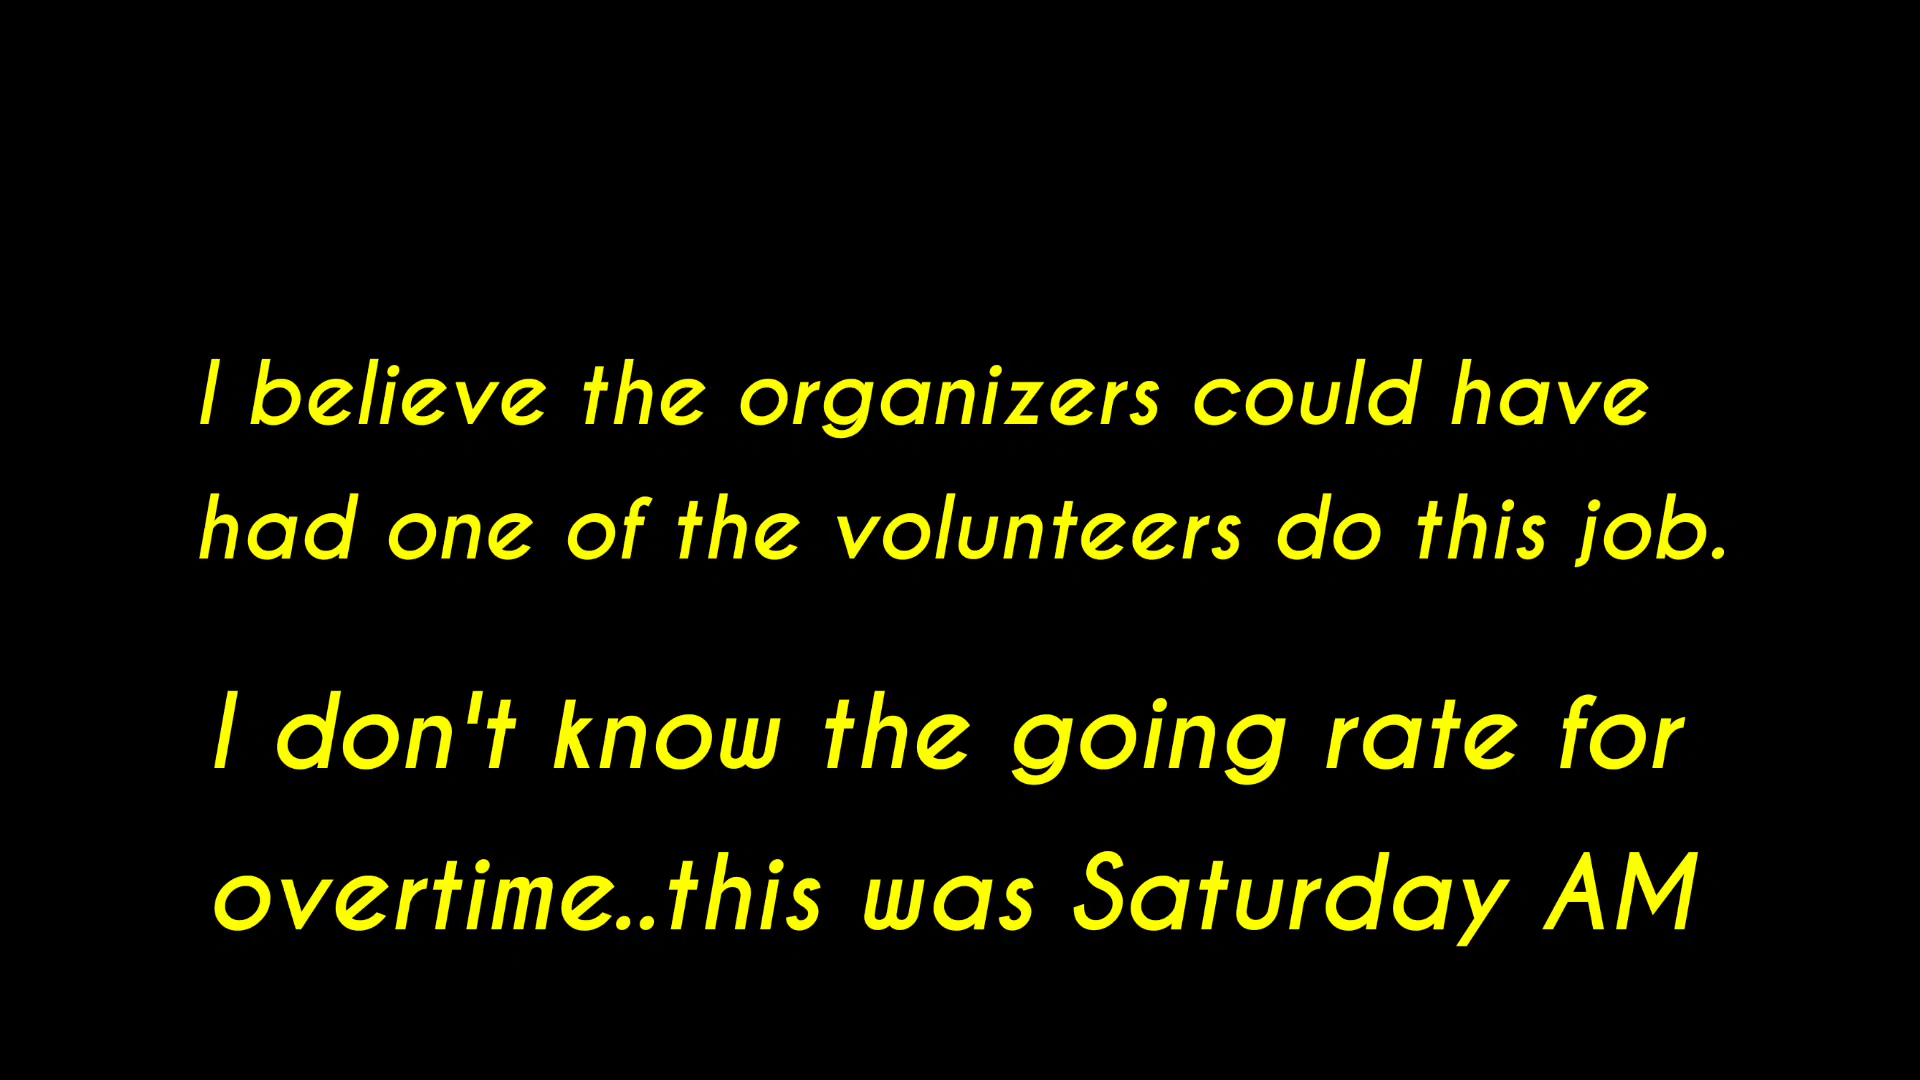 I believe the organizers could have
had one of the volunteers do this job.
I don't know the going rate for
overtime..this was Saturday AM